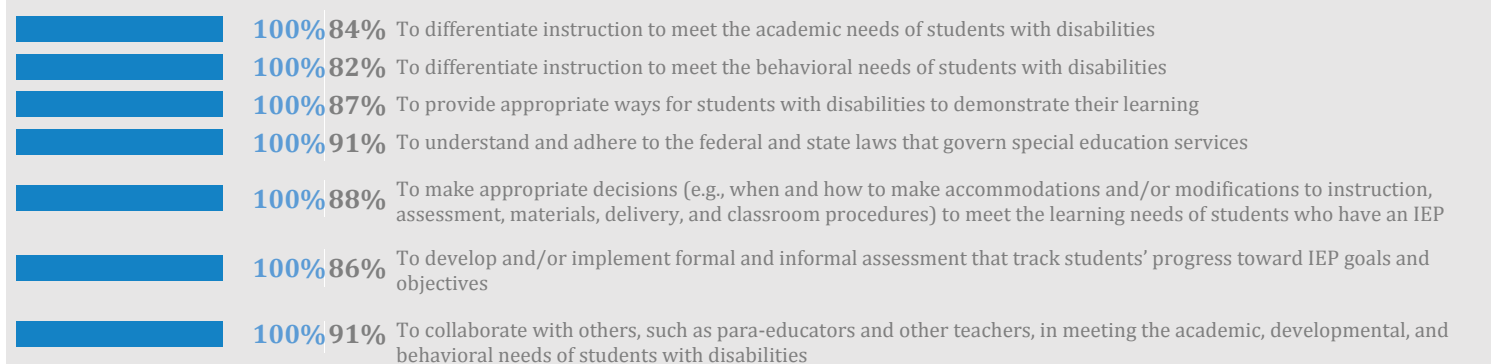 100% 84% To differentiate instruction to meet the academic needs of students with disabilities
100% 82% To differentiate instruction to meet the behavioral needs of students with disabilities
100% 87% To provide appropriate ways for students with disabilities to demonstrate their learning
100% 91% To understand and adhere to the federal and state laws that govern special education services
100% 88% To make appropriate decisions (e.g., when and how to make accommodations and/or modifications to instruction,
assessment, materials, delivery, and classroom procedures) to meet the learning needs of students who have an IEP
100% 86% To develop and/or implement formal and informal assessment that track students’ progress toward IEP goals and
objectives
100% 91% To collaborate with others, such as para-educators and other teachers, in meeting the academic, developmental, and
behavioral needs of students with disabilities